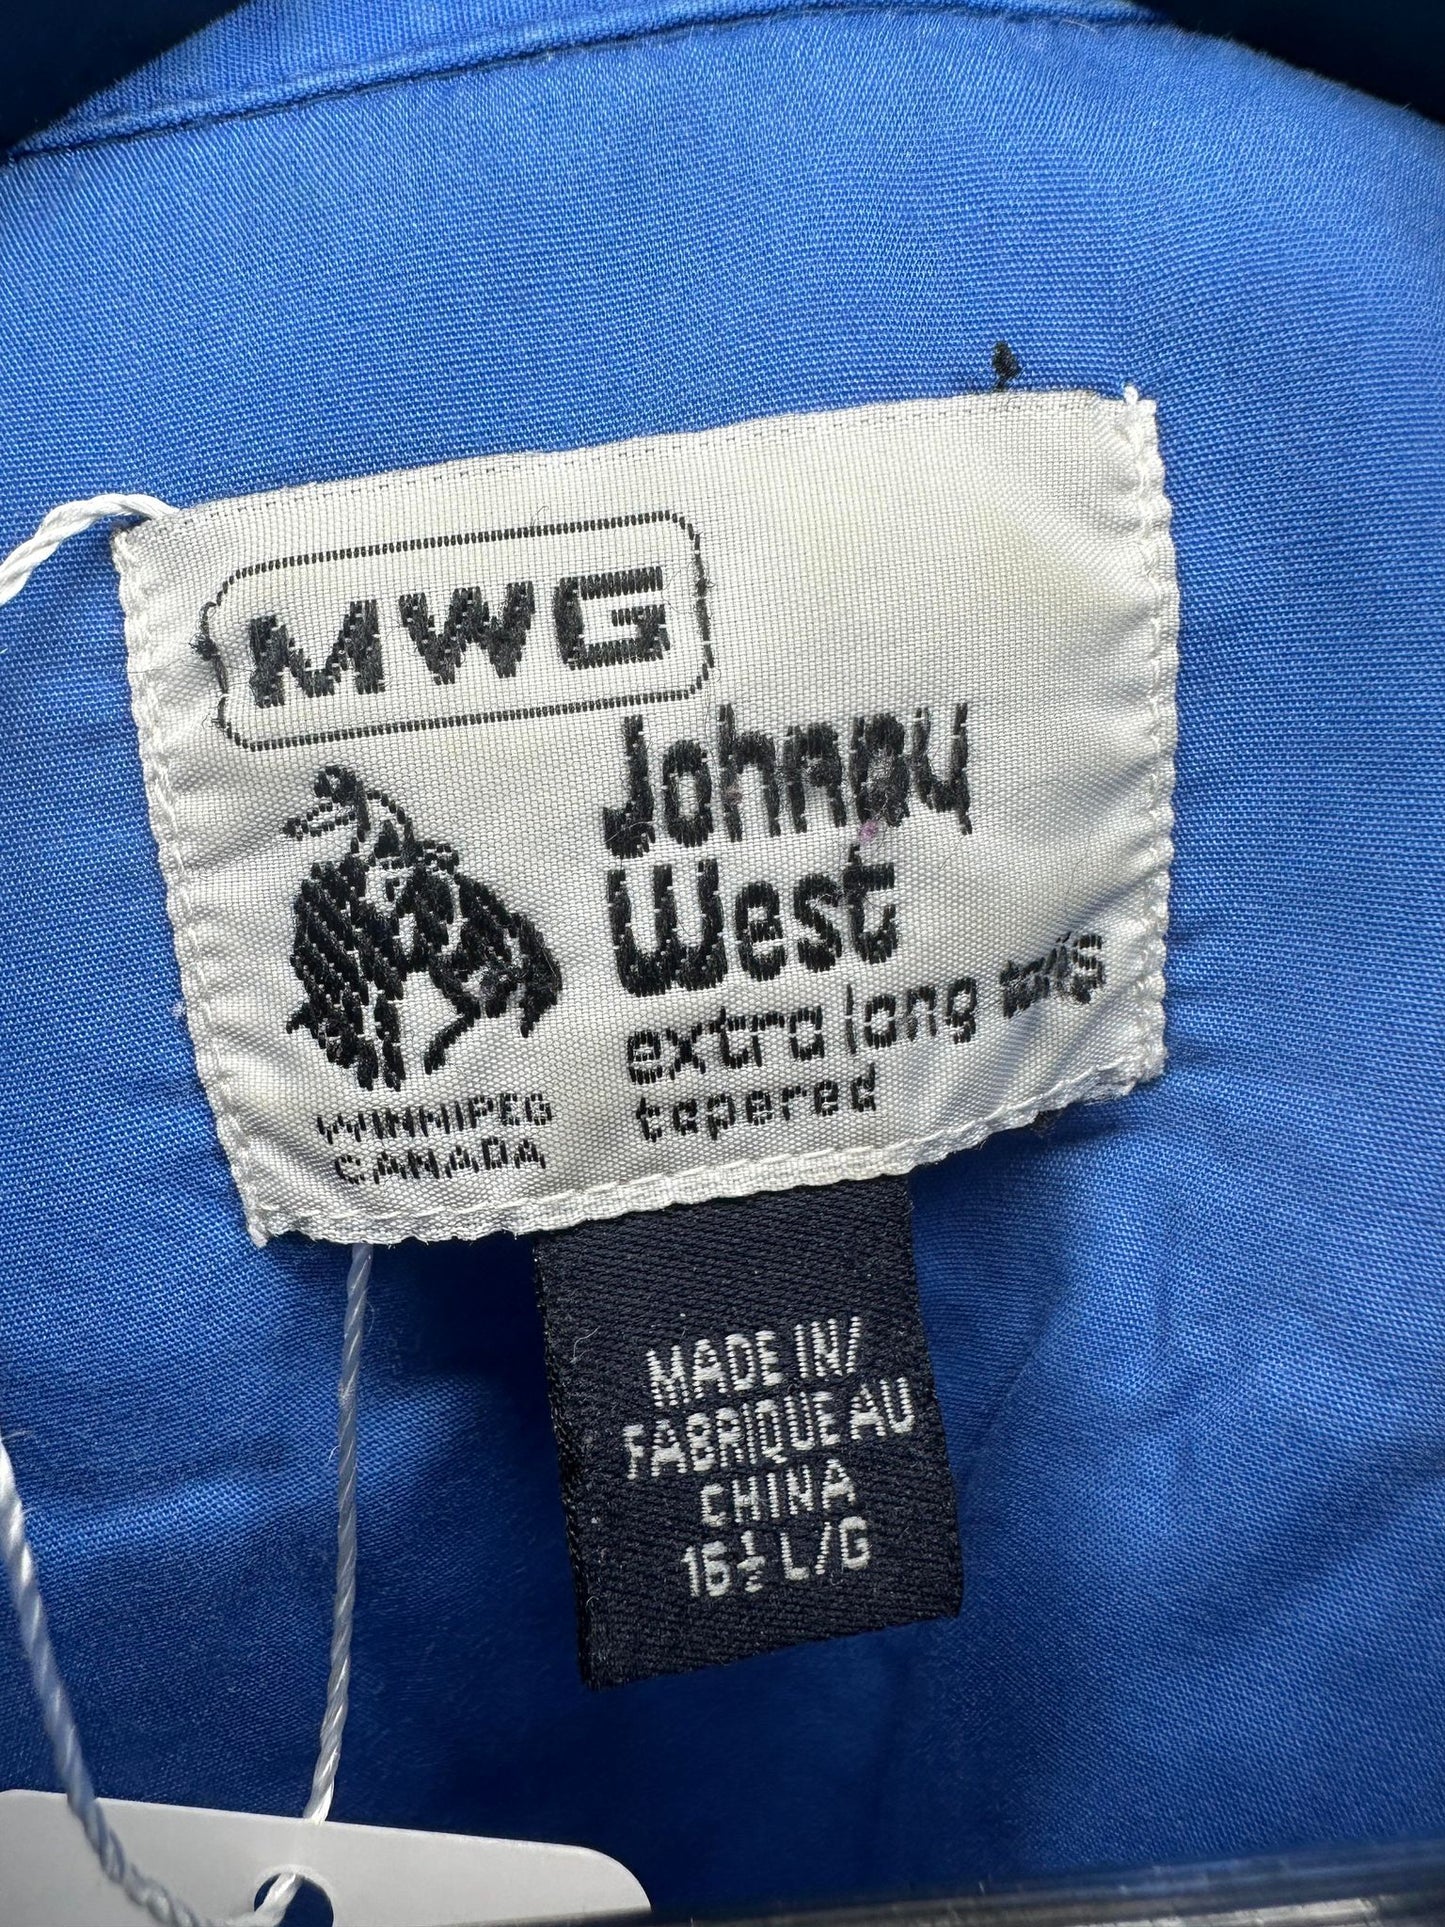 MWG
Johnny
West
extra long tails
tapered
WINNIPEG
CANADA
MADE IN/
FABRIQUE AU
CHINA
16½ L/G